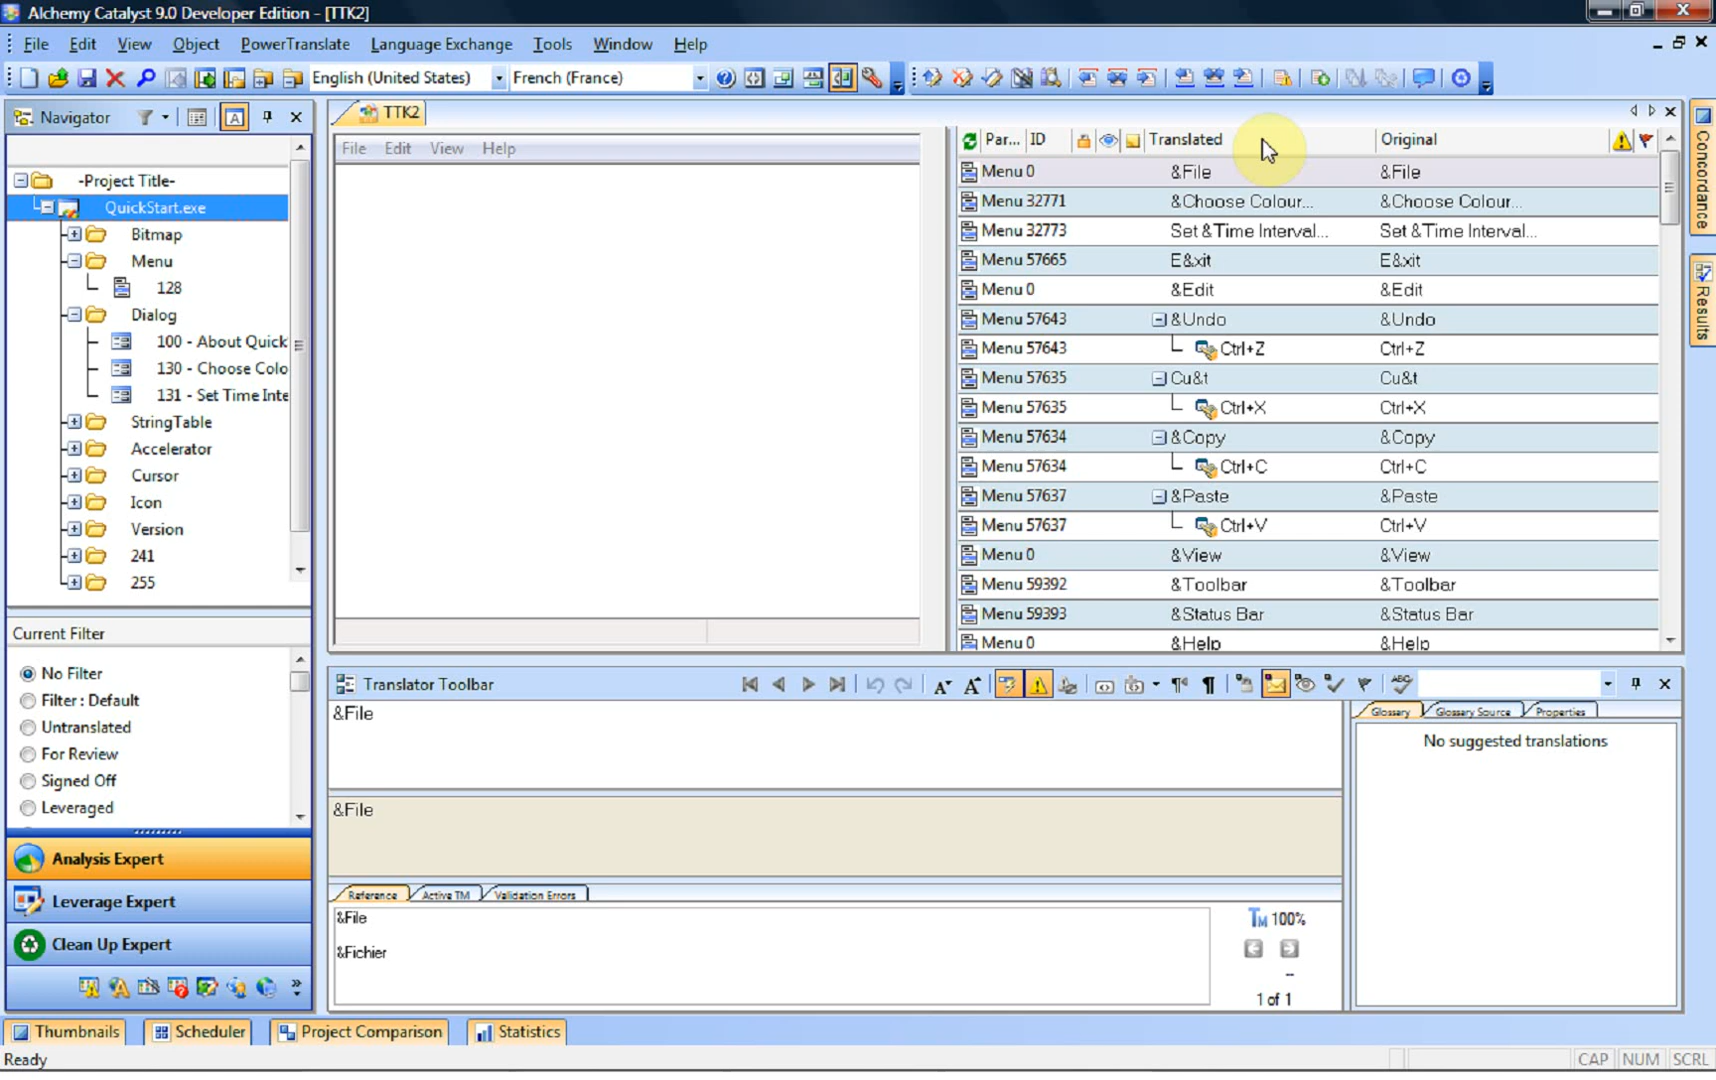 Alchemy Catalyst 9.0 Developer Edition - [TTK2]
File Edit View Object PowerTranslate Language Exchange Tools Window Help
English (United States) French (France)
Navigator
-Project Title-
QuickStart.exe
Bitmap
Menu
128
Dialog
100 - About Quick
130 - Choose Colo
131 - Set Time Inte
StringTable
Accelerator
Cursor
Icon
Version
241
255
Current Filter
No Filter
Filter : Default
Untranslated
For Review
Signed Off
Leveraged
Analysis Expert
Leverage Expert
Clean Up Expert
TTK2
File Edit View Help
Par... ID Translated Original
Menu 0 &File &File
Menu 32771 &Choose Colour... &Choose Colour...
Menu 32773 Set &Time Interval... Set &Time Interval...
Menu 57665 E&xit E&xit
Menu 0 &Edit &Edit
Menu 57643 &Undo &Undo
Menu 57643 Ctrl+Z Ctrl+Z
Menu 57635 Cu&t Cu&t
Menu 57635 Ctrl+X Ctrl+X
Menu 57634 &Copy &Copy
Menu 57634 Ctrl+C Ctrl+C
Menu 57637 &Paste &Paste
Menu 57637 Ctrl+V Ctrl+V
Menu 0 &View &View
Menu 59392 &Toolbar &Toolbar
Menu 59393 &Status Bar &Status Bar
Menu 0 &Help &Help
Concordance
Results
Translator Toolbar
&File
&File
Reference Active TM Validation Errors
&File
&Fichier
TM 100%
--
1 of 1
Glossary Glossary Source Properties
No suggested translations
Thumbnails Scheduler Project Comparison Statistics
Ready
CAP NUM SCRL